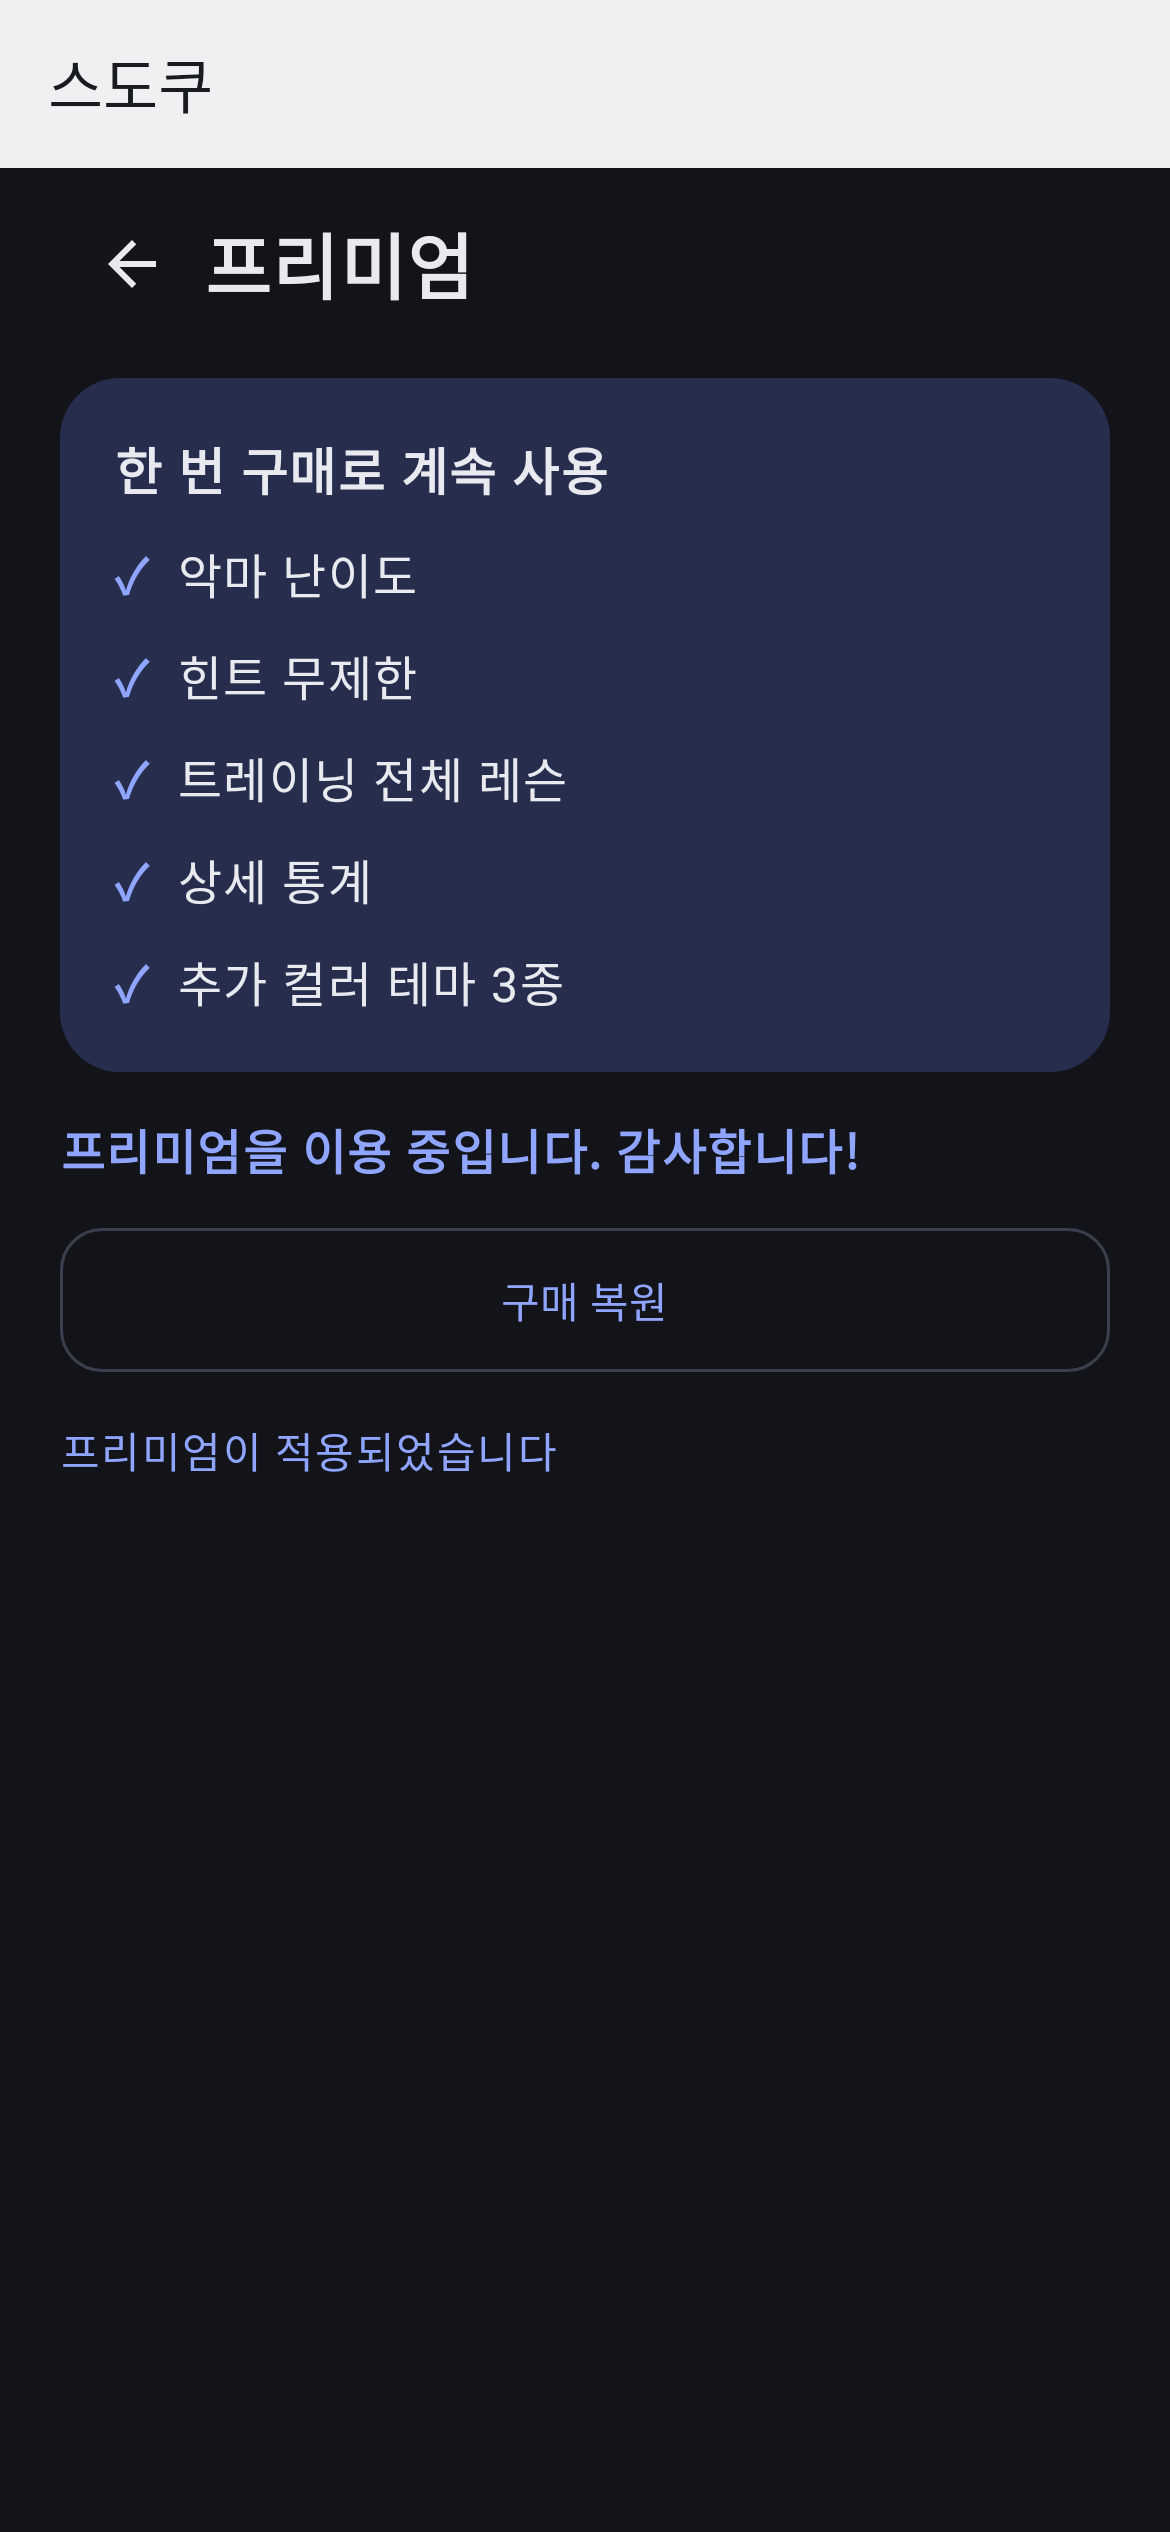 스도쿠
프리미엄
한 번 구매로 계속 사용
✓ 악마 난이도
✓ 힌트 무제한
✓ 트레이닝 전체 레슨
✓ 상세 통계
✓ 추가 컬러 테마 3종
프리미엄을 이용 중입니다. 감사합니다!
구매 복원
프리미엄이 적용되었습니다